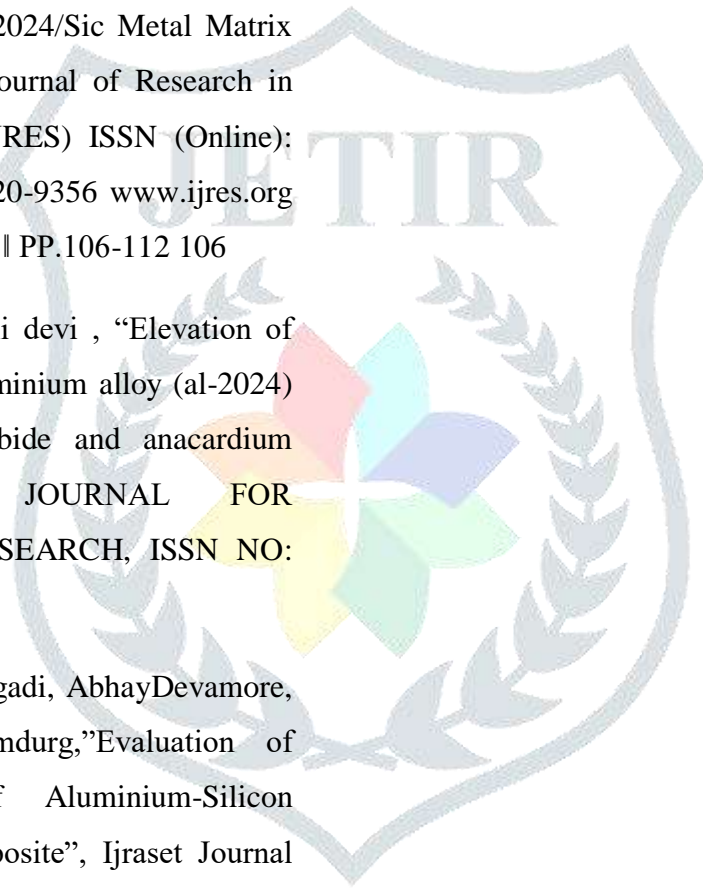 2024/Sic Metal Matrix
ournal of Research in
RES) ISSN (Online):
20-9356 www.ijres.org
‖ PP.106-112 106
i devi , “Elevation of
minium alloy (al-2024)
bide and anacardium
JOURNAL FOR
SEARCH, ISSN NO:
gadi, AbhayDevamore,
mdurg,”Evaluation of
f Aluminium-Silicon
posite”, Ijraset Journal
JETIR